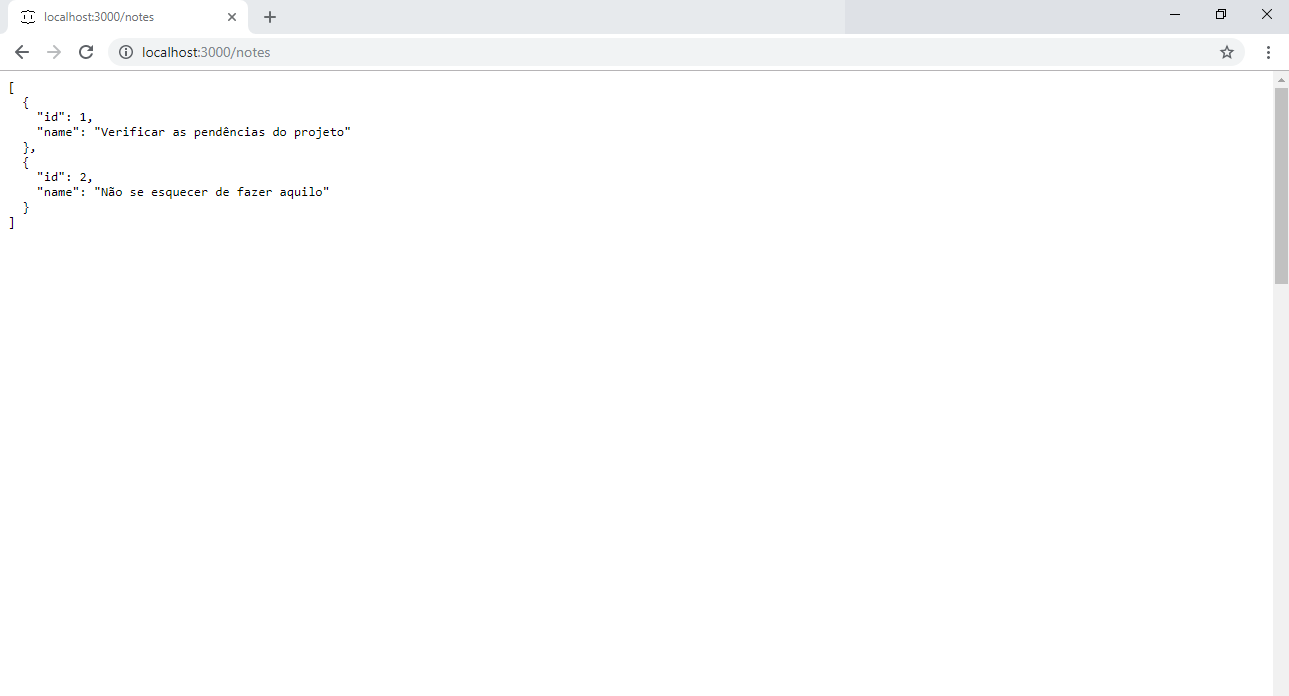 localhost:3000/notes
localhost:3000/notes
[
  {
    "id": 1,
    "name": "Verificar as pendências do projeto"
  },
  {
    "id": 2,
    "name": "Não se esquecer de fazer aquilo"
  }
]